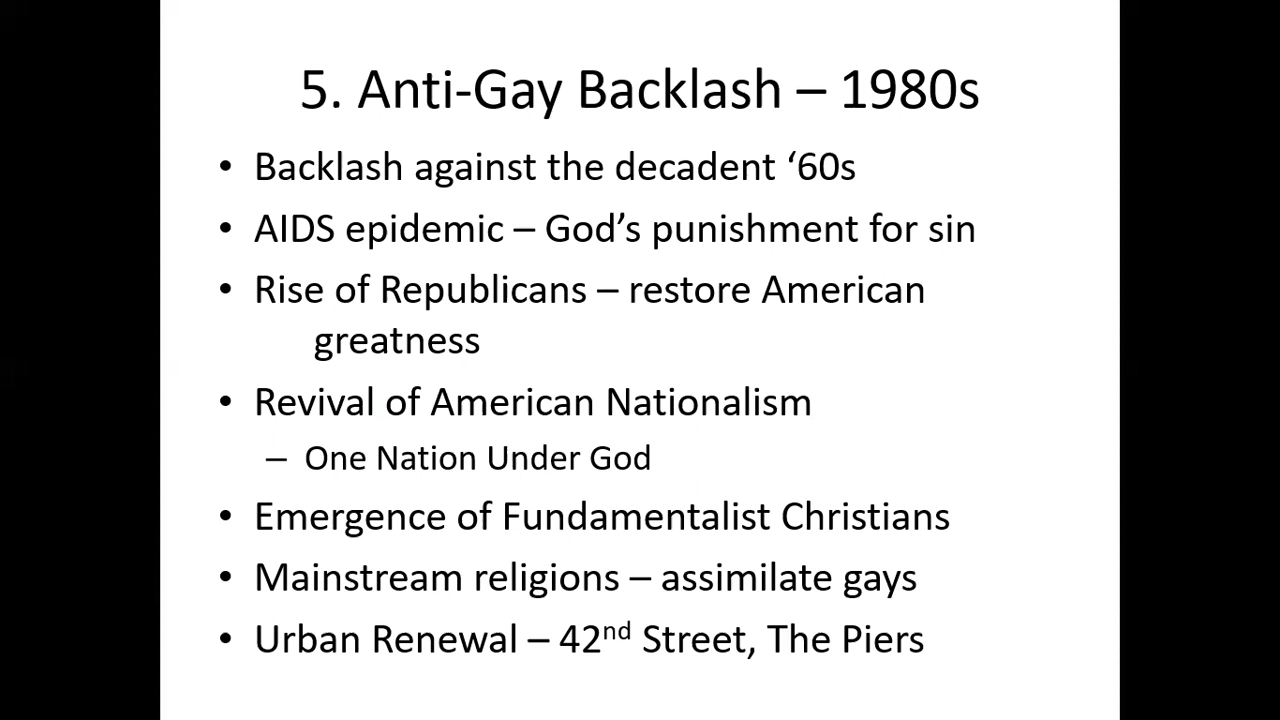 5. Anti-Gay Backlash – 1980s
• Backlash against the decadent ‘60s
• AIDS epidemic – God’s punishment for sin
• Rise of Republicans – restore American
greatness
• Revival of American Nationalism
– One Nation Under God
• Emergence of Fundamentalist Christians
• Mainstream religions – assimilate gays
• Urban Renewal – 42nd Street, The Piers